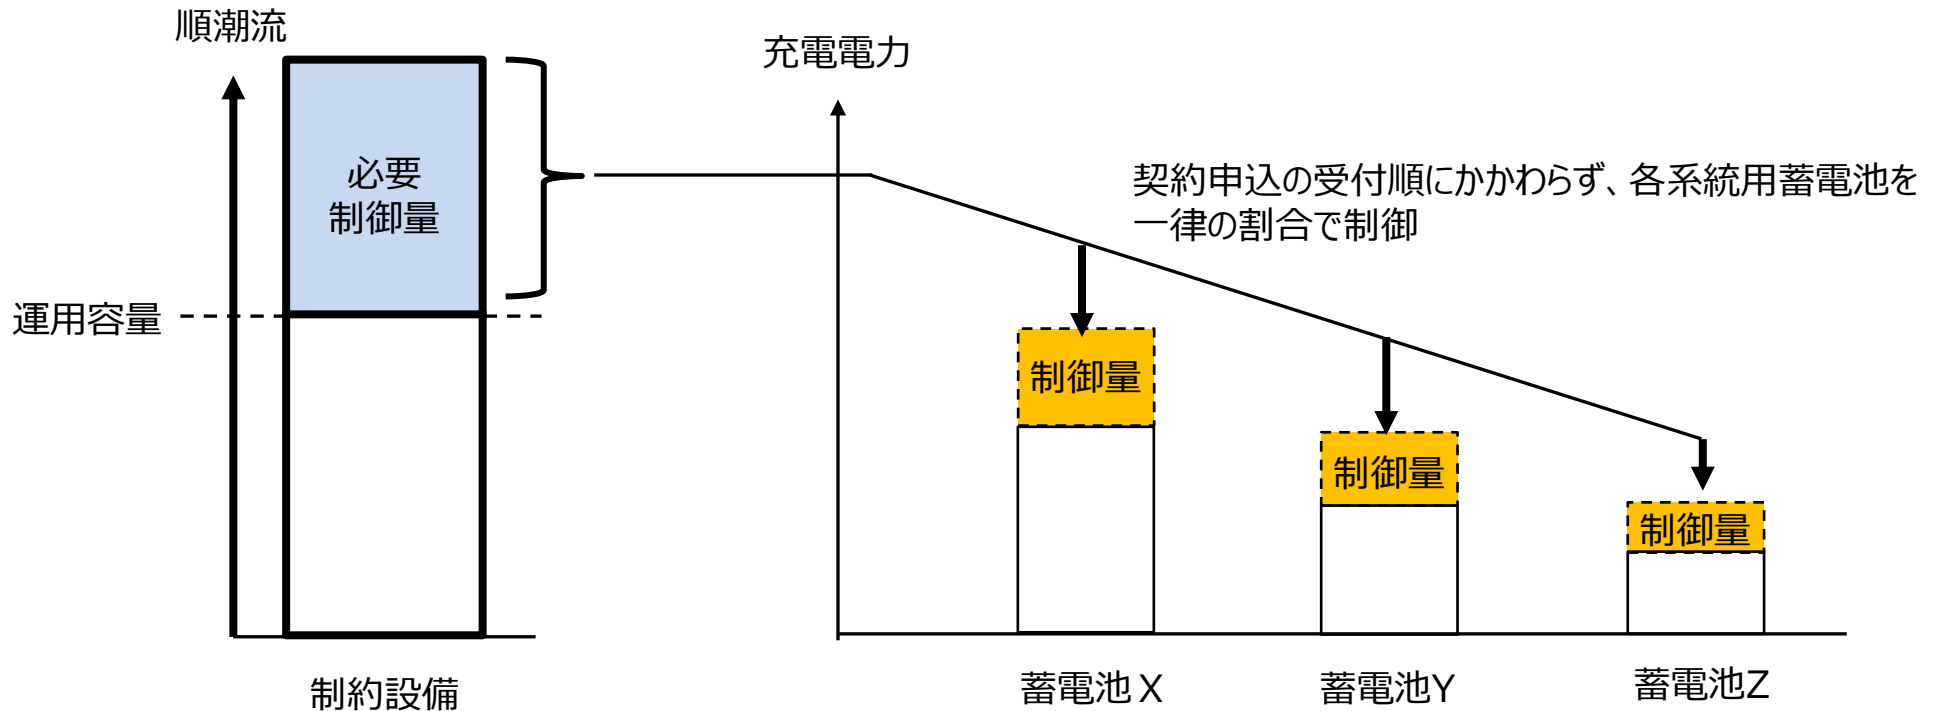 順潮流
必要
制御量
運用容量
制約設備
充電電力
契約申込の受付順にかかわらず、各系統用蓄電池を
一律の割合で制御
制御量
制御量
制御量
蓄電池X
蓄電池Y
蓄電池Z